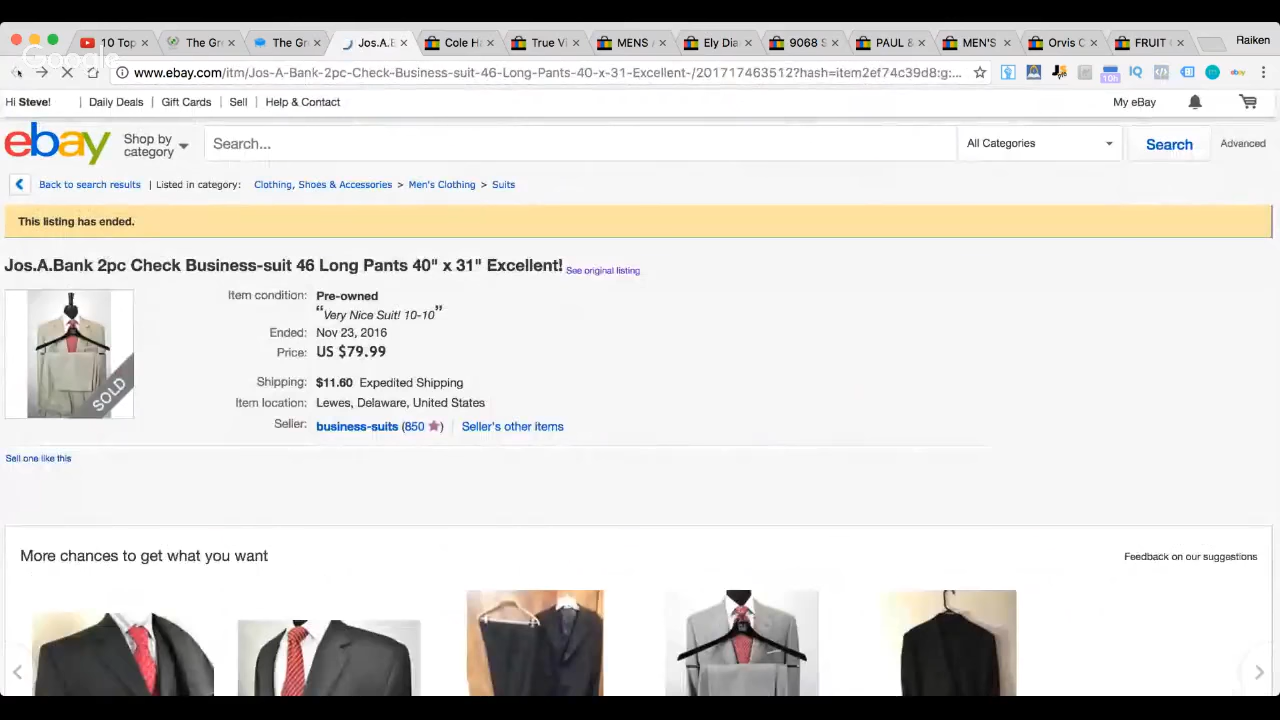 10 Top
The Gr
The Gr
Jos.A.B
Cole H
True Vi
MENS
Ely Di
9068 S
PAUL &
MEN'S
Orvis C
FRUIT
Raiken
Google
www.ebay.com/itm/Jos-A-Bank-2pc-Check-Business-suit-46-Long-Pants-40-x-31-Excellent-/201717463512?hash=item2ef74c39d8:g:...
10h
IQ
ebay
Hi Steve! | Daily Deals | Gift Cards | Sell | Help & Contact
My eBay
ebay
Shop by
category
Search...
All Categories
Search
Advanced
Back to search results | Listed in category: Clothing, Shoes & Accessories > Men's Clothing > Suits
This listing has ended.
Jos.A.Bank 2pc Check Business-suit 46 Long Pants 40" x 31" Excellent! See original listing
SOLD
Item condition: Pre-owned
“Very Nice Suit! 10-10”
Ended: Nov 23, 2016
Price: US $79.99
Shipping: $11.60 Expedited Shipping
Item location: Lewes, Delaware, United States
Seller: business-suits (850) | Seller's other items
Sell one like this
More chances to get what you want
Feedback on our suggestions